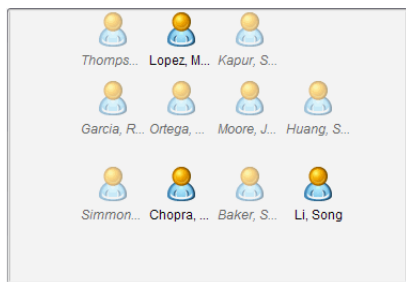 Thomps... Lopez, M... Kapur, S...
Garcia, R... Ortega, ... Moore, J... Huang, S...
Simmon... Chopra, ... Baker, S... Li, Song